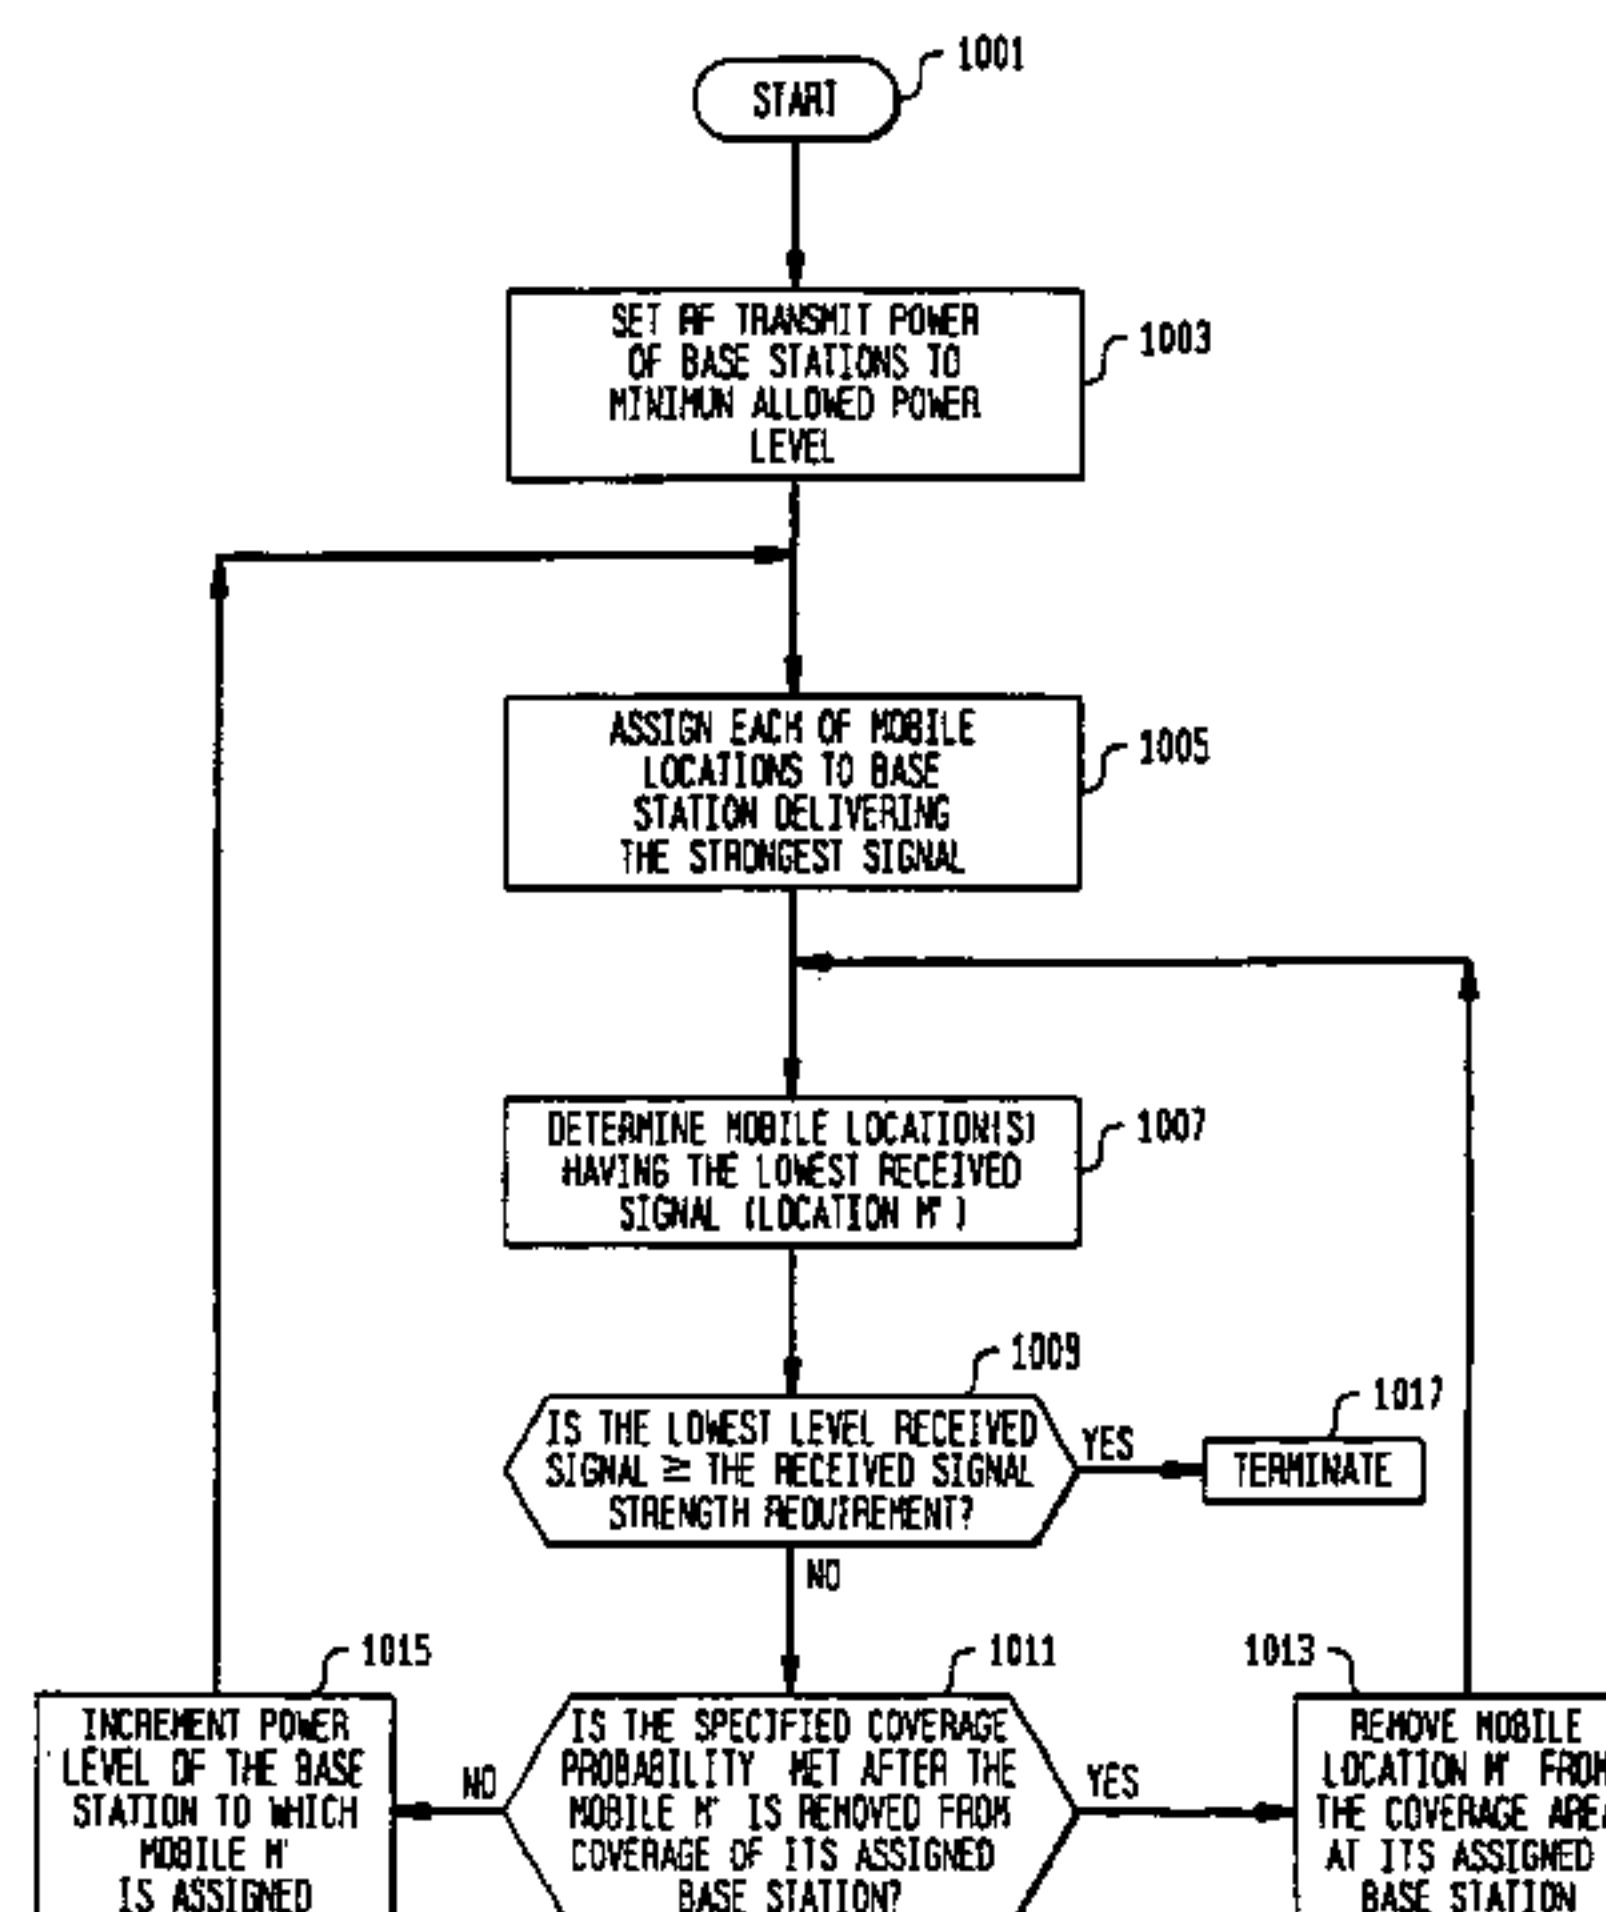 1001
START
SET RF TRANSMIT POWER
OF BASE STATIONS TO
MINIMUN ALLOWED POWER
LEVEL
1003
ASSIGN EACH OF MOBILE
LOCATIONS TO BASE
STATION DELIVERING
THE STRONGEST SIGNAL
1005
DETERMINE MOBILE LOCATION(S)
HAVING THE LOWEST RECEIVED
SIGNAL (LOCATION M')
1007
1009
IS THE LOWEST LEVEL RECEIVED
SIGNAL ≥ THE RECEIVED SIGNAL
STRENGTH REQUIREMENT?
YES
1017
TERMINATE
NO
1015
INCREMENT POWER
LEVEL OF THE BASE
STATION TO WHICH
MOBILE M'
IS ASSIGNED
NO
1011
IS THE SPECIFIED COVERAGE
PROBABILITY MET AFTER THE
MOBILE M' IS REMOVED FROM
COVERAGE OF ITS ASSIGNED
BASE STATION?
YES
1013
REMOVE MOBILE
LOCATION M' FROM
THE COVERAGE AREA
AT ITS ASSIGNED
BASE STATION